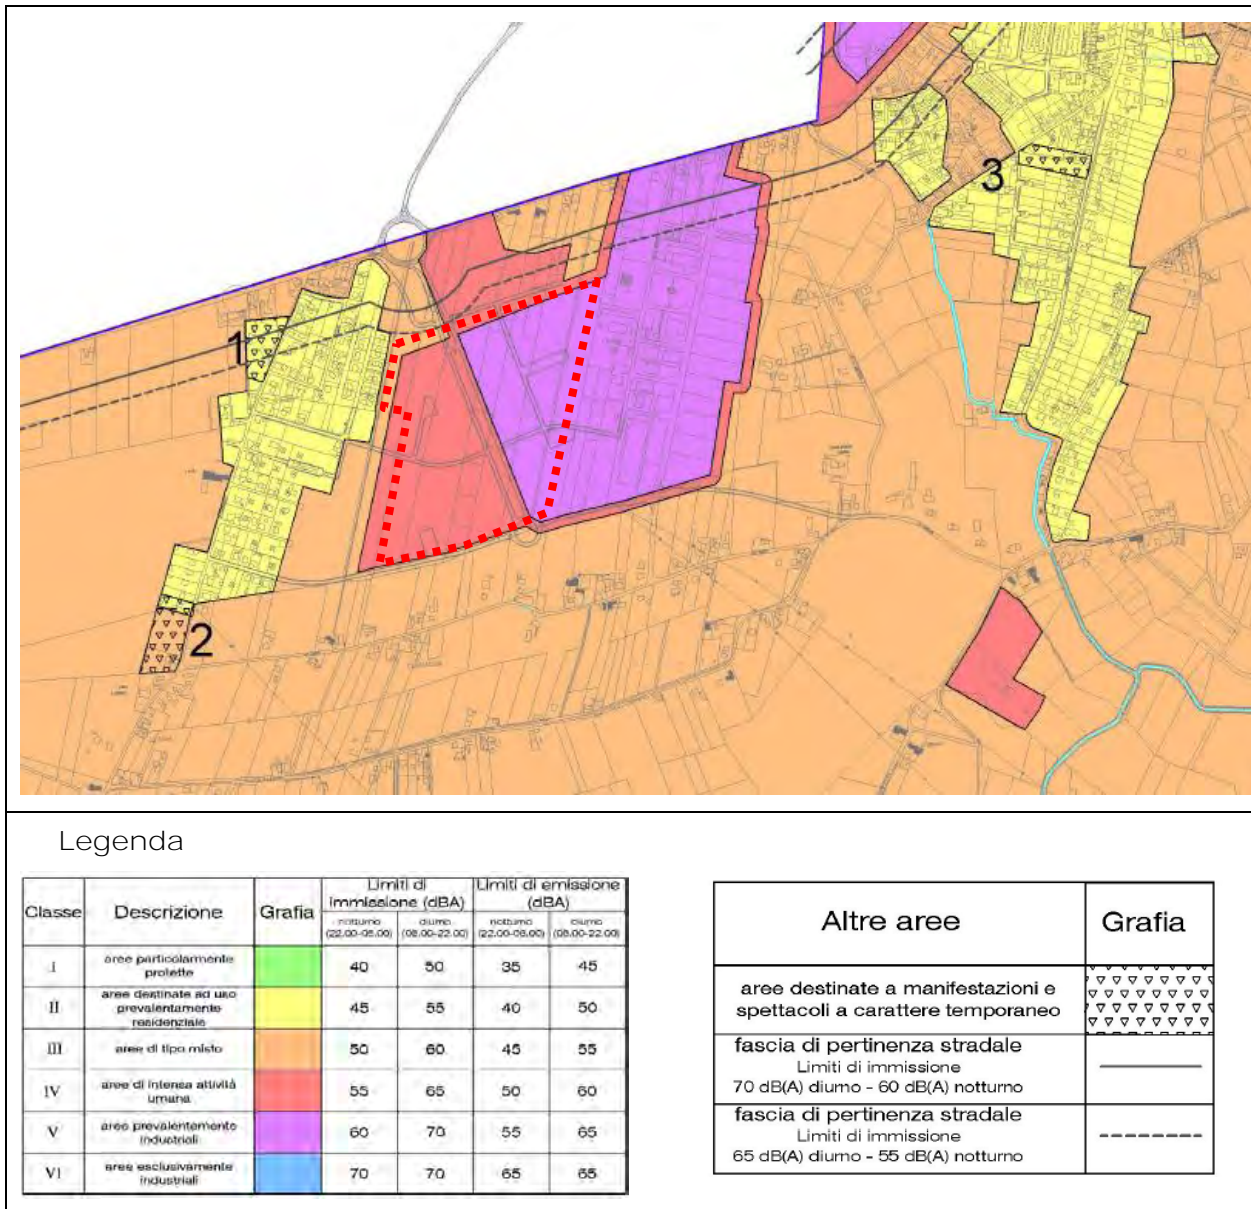 1
2
3
Legenda
Classe Descrizione Grafia Limiti di immissione (dBA) Limiti di emissione (dBA)
notturno (22.00-06.00) diurno (06.00-22.00) notturno (22.00-06.00) diurno (06.00-22.00)
I aree particolarmente protette 40 50 35 45
II aree destinate ad uso prevalentamente residenziale 45 55 40 50
III aree di tipo misto 50 60 45 55
IV aree di intensa attività umana 55 65 50 60
V aree prevalentemente industriali 60 70 55 65
VI aree esclusivamente industriali 70 70 65 65
Altre aree Grafia
aree destinate a manifestazioni e
spettacoli a carattere temporaneo
fascia di pertinenza stradale
Limiti di immissione
70 dB(A) diurno - 60 dB(A) notturno
fascia di pertinenza stradale
Limiti di immissione
65 dB(A) diurno - 55 dB(A) notturno